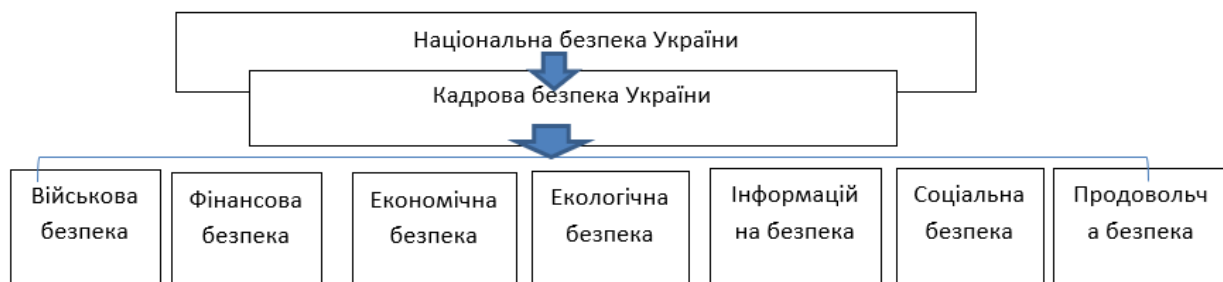 Національна безпека України
Кадрова безпека України
Військова
безпека
Фінансова
безпека
Економічна
безпека
Екологічна
безпека
Інформацій
на безпека
Соціальна
безпека
Продовольч
а безпека